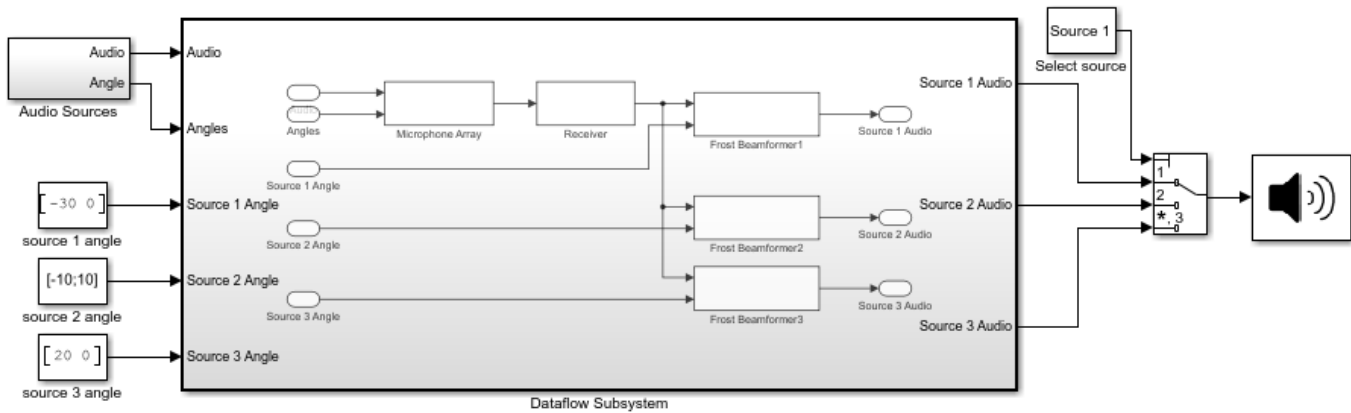 Audio
Angle
Audio Sources
[ -30 0 ]
source 1 angle
[-10;10]
source 2 angle
[ 20 0 ]
source 3 angle
Audio
Angles
Source 1 Angle
Source 2 Angle
Source 3 Angle
Angles
Microphone Array
Receiver
Source 1 Angle
Source 2 Angle
Source 3 Angle
Frost Beamformer1
Frost Beamformer2
Frost Beamformer3
Source 1 Audio
Source 2 Audio
Source 3 Audio
Source 1 Audio
Source 2 Audio
Source 3 Audio
Dataflow Subsystem
Source 1
Select source
1
2
*, 3